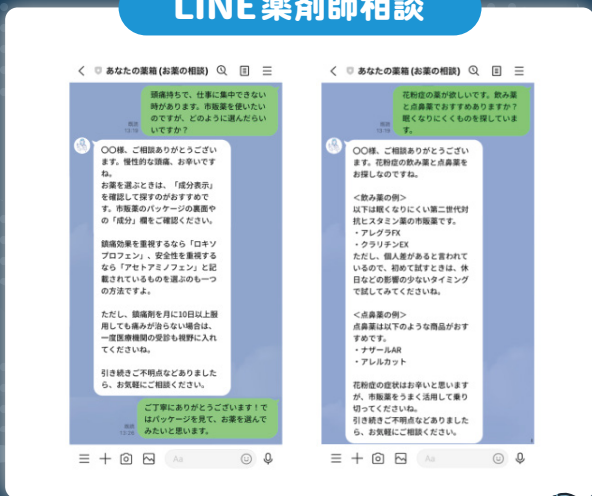 LINE薬剤師相談
あなたの薬箱(お薬の相談)
頭痛持ちで、仕事に集中できない
時があります。市販薬を使いたい
のですが、どのように選んだらい
いですか？
既読
13:16
〇〇様、ご相談ありがとうござい
ます。慢性的な頭痛、お辛いです
ね。
お薬を選ぶときは、「成分表示」
を確認して探すのがおすすめで
す。市販薬のパッケージの裏面や
の「成分」欄をご確認ください。
鎮痛効果を重視するなら「ロキソ
プロフェン」、安全性を重視する
なら「アセトアミノフェン」と記
載されているものを選ぶのも一つ
の方法ですよ。
ただし、鎮痛剤を月に10日以上服
用しても痛みが治らない場合は、
一度医療機関の受診も視野に入れ
てくださいね。
引き続きご不明点などありました
ら、お気軽にご相談ください。
ご丁寧にありがとうございます！で
はパッケージを見て、お薬を選んで
みたいと思います。
既読
13:28
Aa
あなたの薬箱(お薬の相談)
花粉症の薬が欲しいです。飲み薬
と点鼻薬でおすすめありますか？
眠くなりにくくものを探していま
す。
既読
13:16
〇〇様、ご相談ありがとうござい
ます。花粉症の飲み薬と点鼻薬を
お探しなのですね。
＜飲み薬の例＞
以下は眠くなりにくい第二世代対
抗ヒスタミン薬の市販薬です。
・アレグラFX
・クラリチンEX
ただし、個人差があると言われて
いるので、初めて試すときは、休
日などの影響の少ないタイミング
で試してみてくださいね。
＜点鼻薬の例＞
点鼻薬は以下のような商品がおす
すめです。
・ナザールAR
・アレルカット
花粉症の症状はお辛いと思います
が、市販薬をうまく活用して乗り
切ってくださいね。
引き続きご不明点などありました
ら、お気軽にご相談ください。
Aa